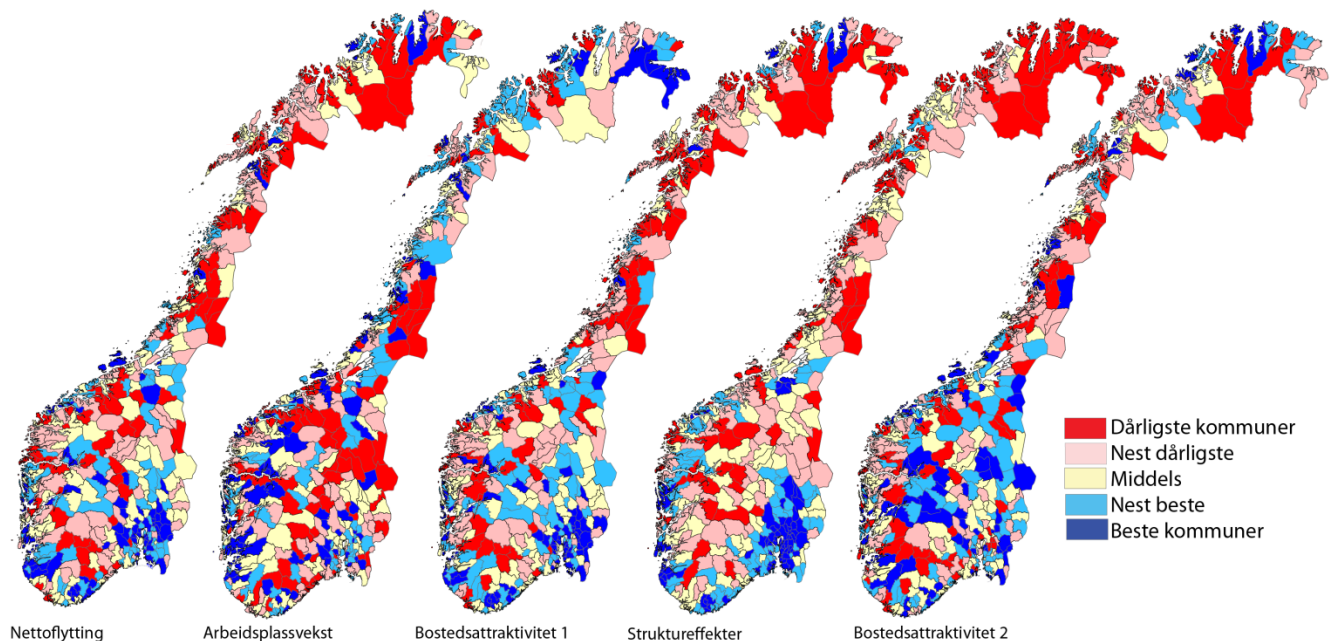 Dårligste kommuner
Nest dårligste
Middels
Nest beste
Beste kommuner
Nettoflytting
Arbeidsplassvekst
Bostedsattraktivitet 1
Struktureffekter
Bostedsattraktivitet 2